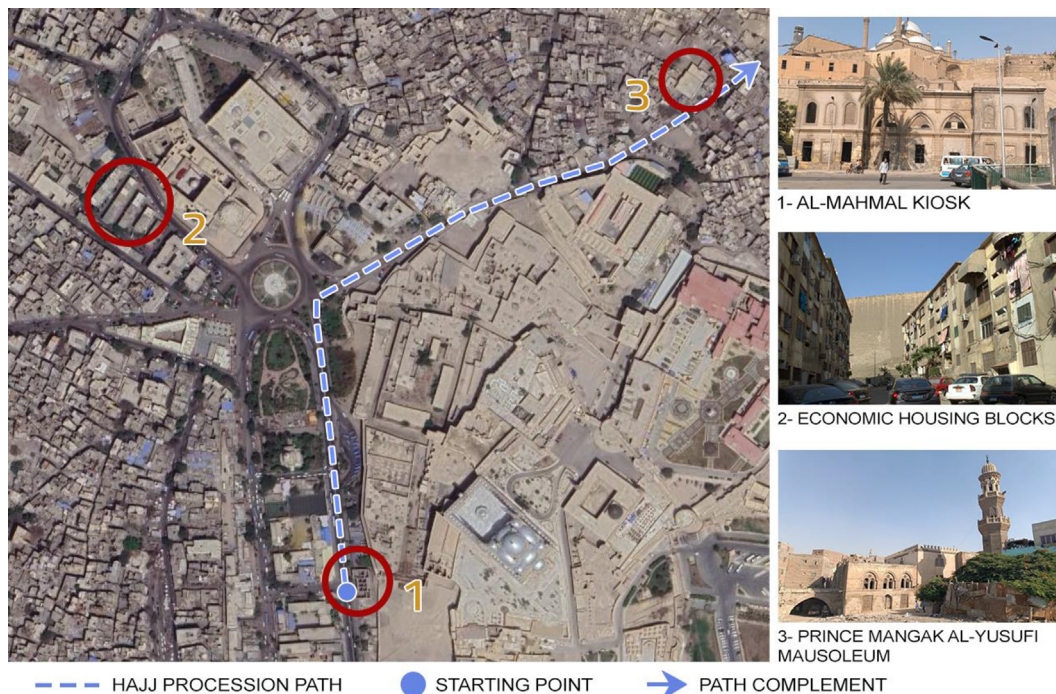 3
2
1
1- AL-MAHMAL KIOSK
2- ECONOMIC HOUSING BLOCKS
3- PRINCE MANGAK AL-YUSUFI
MAUSOLEUM
HAJJ PROCESSION PATH
STARTING POINT
PATH COMPLEMENT